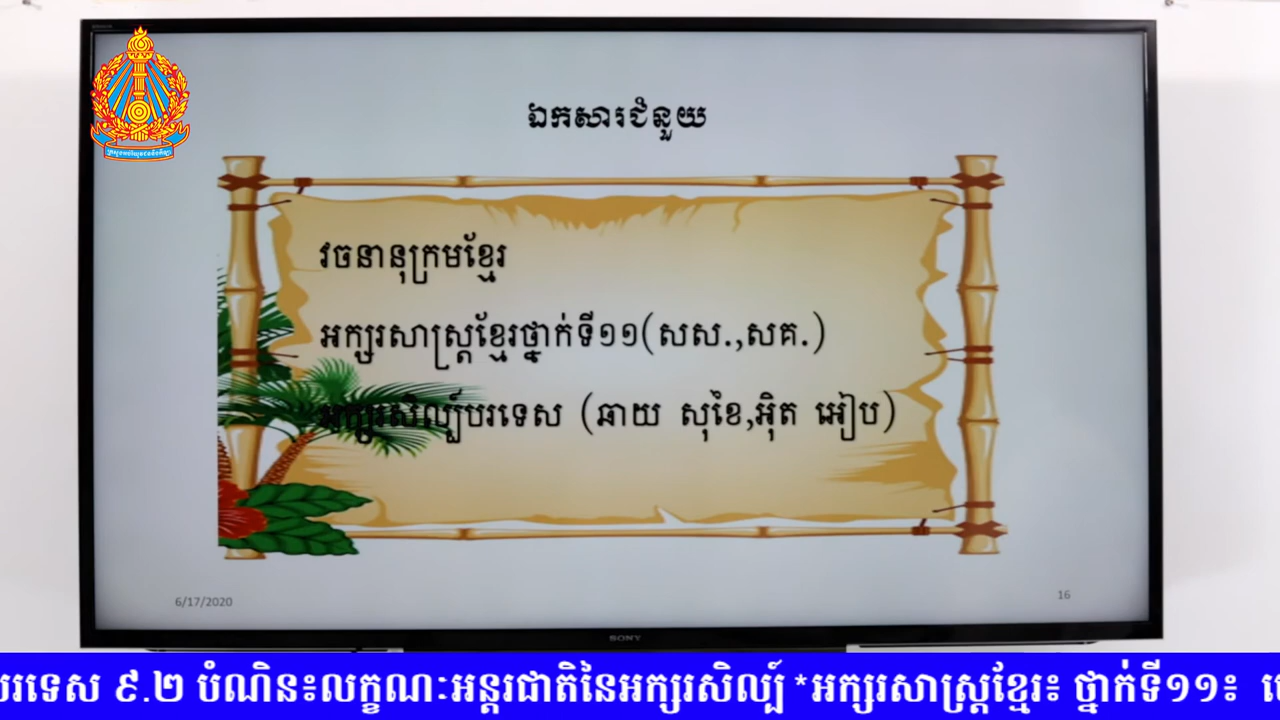 ឯកសារជំនួយ
វចនានុក្រមខ្មែរ
អក្សរសាស្ត្រខ្មែរថ្នាក់ទី១១(សស.,សគ.)
អក្សរសិល្ប៍បរទេស (ឆាយ សុខៃ,អ៊ិត អៀប)
6/17/2020
16
SONY
បរទេស ៩.២ បំណិន៖លក្ខណៈអន្តរជាតិនៃអក្សរសិល្ប៍ *អក្សរសាស្ត្រខ្មែរ៖ ថ្នាក់ទី១១៖